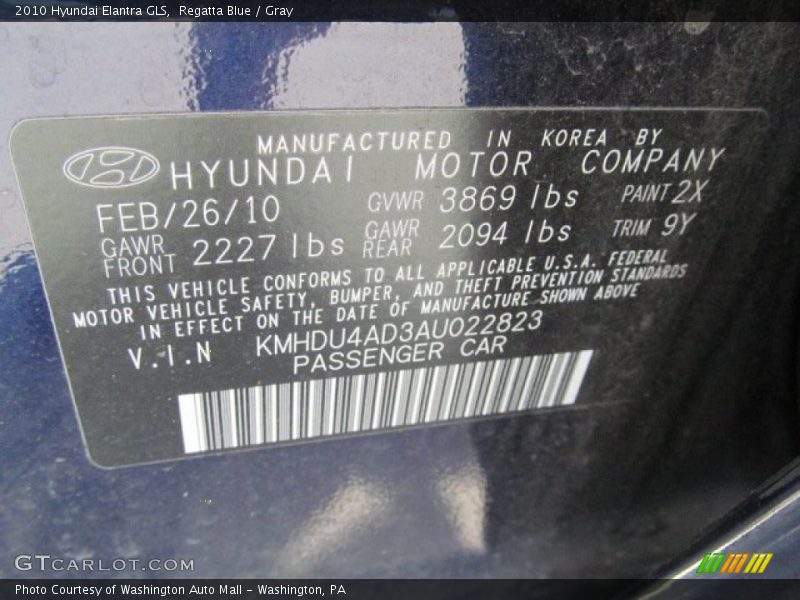 2010 Hyundai Elantra GLS, Regatta Blue / Gray
MANUFACTURED IN KOREA BY
HYUNDAI MOTOR COMPANY
FEB/26/10 GVWR 3869 lbs PAINT 2X
GAWR FRONT 2227 lbs GAWR REAR 2094 lbs TRIM 9Y
THIS VEHICLE CONFORMS TO ALL APPLICABLE U.S.A. FEDERAL
MOTOR VEHICLE SAFETY, BUMPER, AND THEFT PREVENTION STANDARDS
IN EFFECT ON THE DATE OF MANUFACTURE SHOWN ABOVE
V.I.N KMHDU4AD3AU022823
PASSENGER CAR
GTCARLOT.COM
Photo Courtesy of Washington Auto Mall - Washington, PA